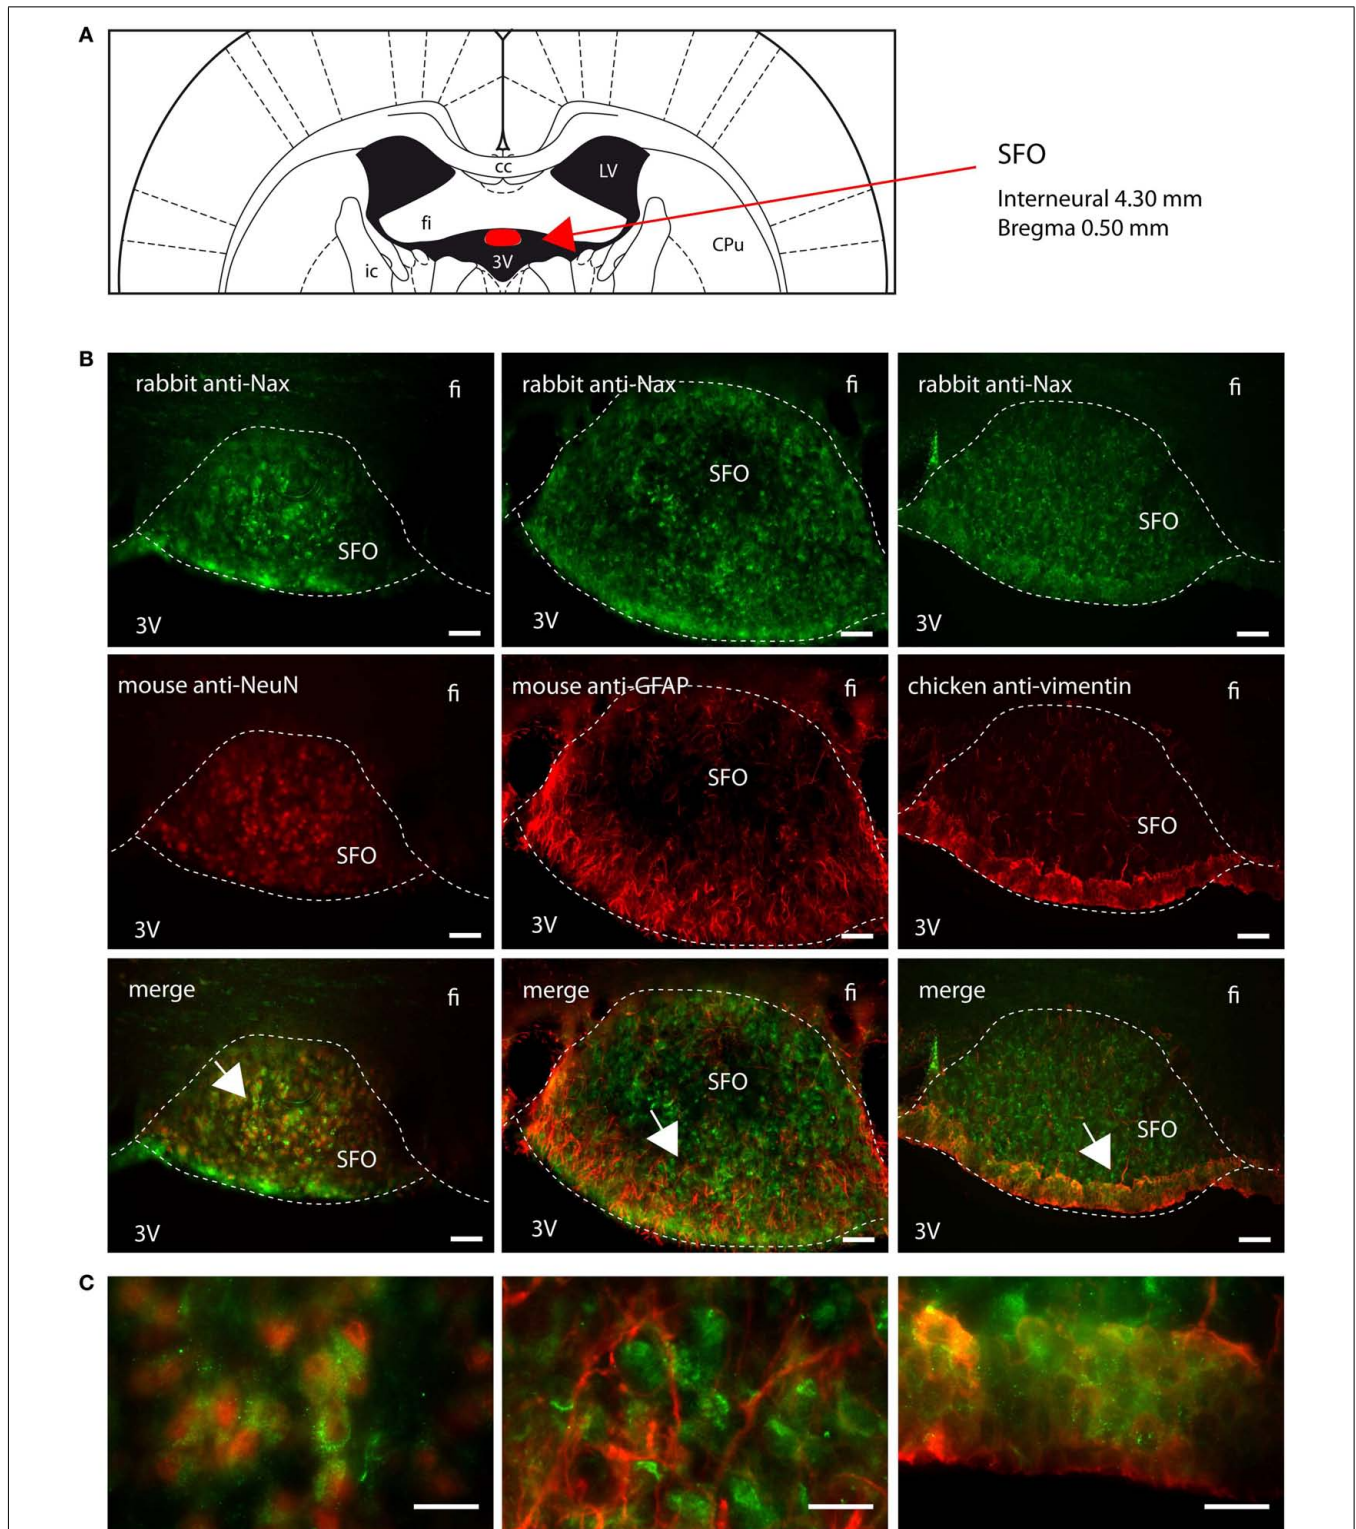 A
cc
LV
fi
3V
ic
CPu
SFO
Interneural 4.30 mm
Bregma 0.50 mm
B
rabbit anti-Nax
fi
SFO
3V
rabbit anti-Nax
fi
SFO
3V
rabbit anti-Nax
fi
SFO
3V
mouse anti-NeuN
fi
SFO
3V
mouse anti-GFAP
fi
SFO
3V
chicken anti-vimentin
fi
SFO
3V
merge
fi
SFO
3V
merge
fi
SFO
3V
merge
fi
SFO
3V
C